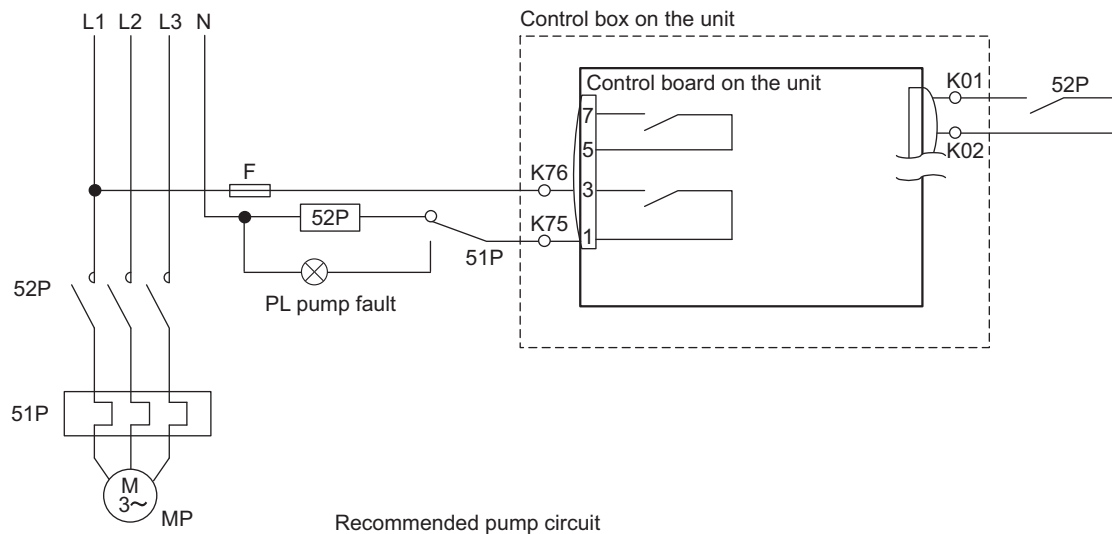 L1 L2 L3 N
Control box on the unit
Control board on the unit
K01
52P
7
5
K02
F
K76
3
52P
K75
1
51P
52P
PL pump fault
51P
M
3~
MP
Recommended pump circuit